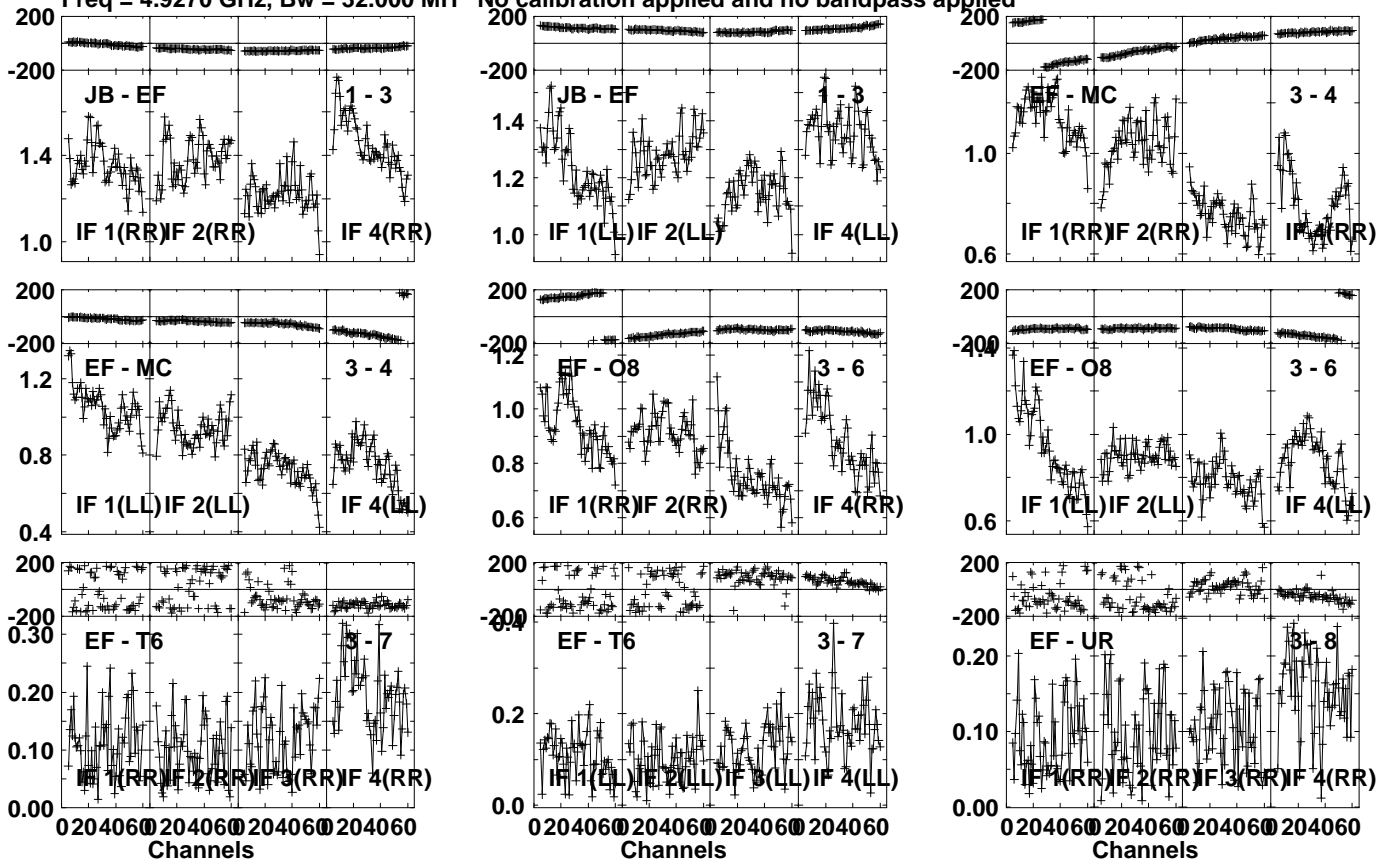 Freq = 4.9270 GHz, Bw = 32.000 MH No calibration applied and no bandpass applied
200
-200
JB - EF 1 - 3
1.4
1.0
IF 1(RR) IF 2(RR) IF 4(RR)
200
-200
JB - EF 1 - 3
1.4
1.2
1.0
IF 1(LL) IF 2(LL) IF 4(LL)
200
-200
EF - MC 3 - 4
1.0
0.6
IF 1(RR) IF 2(RR) IF 4(RR)
200
-200
EF - MC 3 - 4
1.2
0.8
0.4
IF 1(LL) IF 2(LL) IF 4(LL)
200
-200
1.2
EF - O8 3 - 6
1.0
0.8
0.6
IF 1(RR) IF 2(RR) IF 4(RR)
200
-200
1.4
EF - O8 3 - 6
1.0
0.6
IF 1(LL) IF 2(LL) IF 4(LL)
200
-200
0.30
EF - T6 3 - 7
0.20
0.10
0.00
IF 1(RR) IF 2(RR) IF 3(RR) IF 4(RR)
0 20 40 60 0 20 40 60 0 20 40 60 0 20 40 60
Channels
200
-200
0.4
EF - T6 3 - 7
0.2
0.0
IF 1(LL) IF 2(LL) IF 3(LL) IF 4(LL)
0 20 40 60 0 20 40 60 0 20 40 60 0 20 40 60
Channels
200
-200
EF - UR 3 - 8
0.20
0.10
0.00
IF 1(RR) IF 2(RR) IF 3(RR) IF 4(RR)
0 20 40 60 0 20 40 60 0 20 40 60 0 20 40 60
Channels